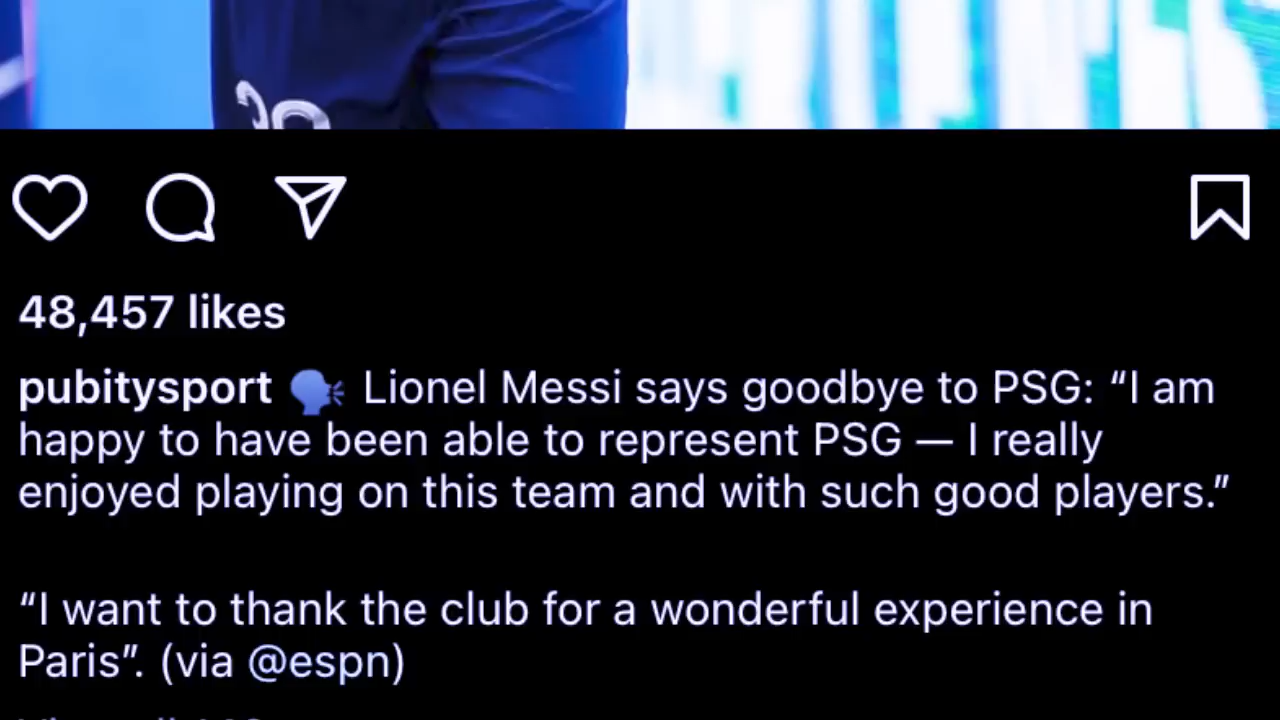 30
48,457 likes
pubitysport 🗣 Lionel Messi says goodbye to PSG: “I am
happy to have been able to represent PSG — I really
enjoyed playing on this team and with such good players.”
“I want to thank the club for a wonderful experience in
Paris”. (via @espn)